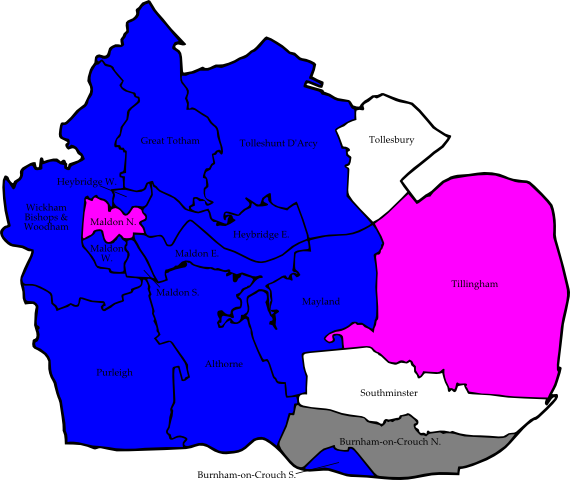 Tollesbury
Great Totham
Tolleshunt D'Arcy
Heybridge W.
Wickham
Bishops &
Woodham
Maldon N.
Heybridge E.
Maldon
W.
Maldon E.
Maldon S.
Tillingham
Mayland
Purleigh
Althorne
Southminster
Burnham-on-Crouch N.
Burnham-on-Crouch S.